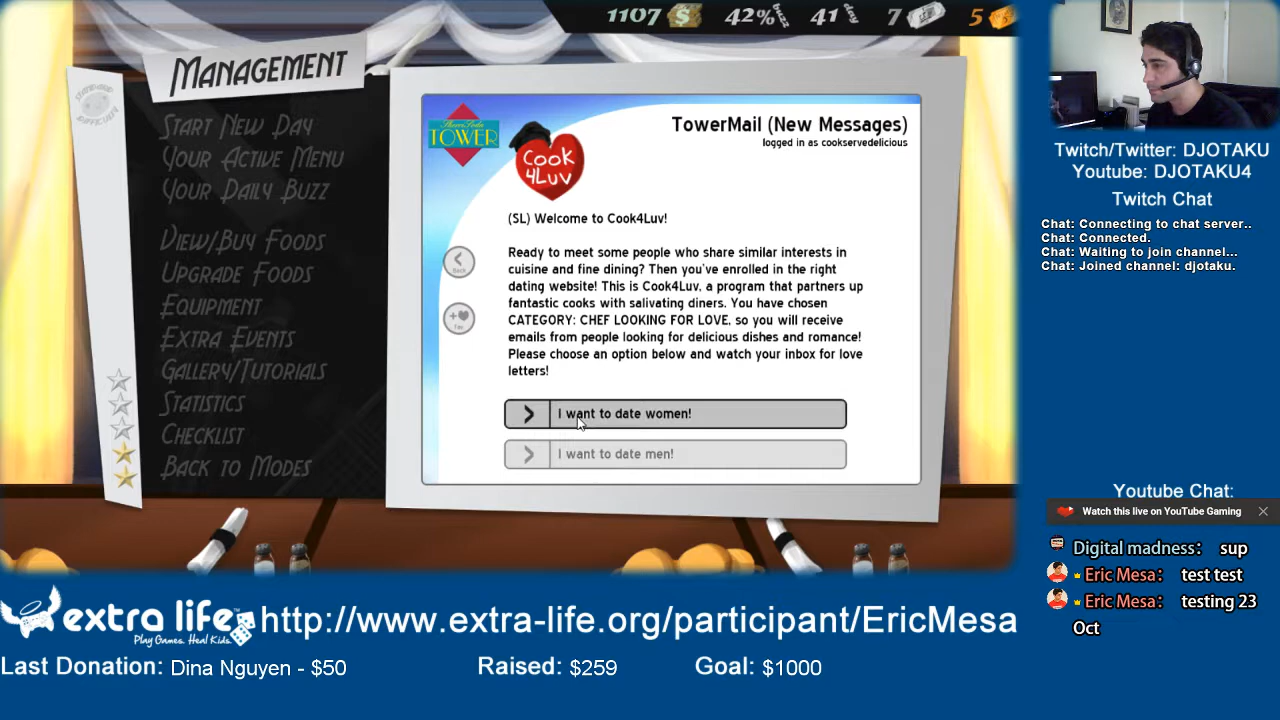 1107 $ 42% buzz 41 day 7 5
MANAGEMENT
START NEW DAY
YOUR ACTIVE MENU
YOUR DAILY BUZZ
VIEW/BUY FOODS
UPGRADE FOODS
EQUIPMENT
EXTRA EVENTS
GALLERY/TUTORIALS
STATISTICS
CHECKLIST
BACK TO MODES
STANDARD
DIFFICULTY
TOWER
Cook
4Luv
TowerMail (New Messages)
logged in as cookservedelicious
(SL) Welcome to Cook4Luv!
Ready to meet some people who share similar interests in
cuisine and fine dining? Then you've enrolled in the right
dating website! This is Cook4Luv, a program that partners up
fantastic cooks with salivating diners. You have chosen
CATEGORY: CHEF LOOKING FOR LOVE, so you will receive
emails from people looking for delicious dishes and romance!
Please choose an option below and watch your inbox for love
letters!
Back
+
Fav
> I want to date women!
> I want to date men!
Twitch/Twitter: DJOTAKU
Youtube: DJOTAKU4
Twitch Chat
Chat: Connecting to chat server..
Chat: Connected.
Chat: Waiting to join channel...
Chat: Joined channel: djotaku.
Youtube Chat:
Watch this live on YouTube Gaming
Digital madness: sup
Eric Mesa: test test
Eric Mesa: testing 23
Oct
extra life
Play Games. Heal Kids.
http://www.extra-life.org/participant/EricMesa
Last Donation: Dina Nguyen - $50 Raised: $259 Goal: $1000